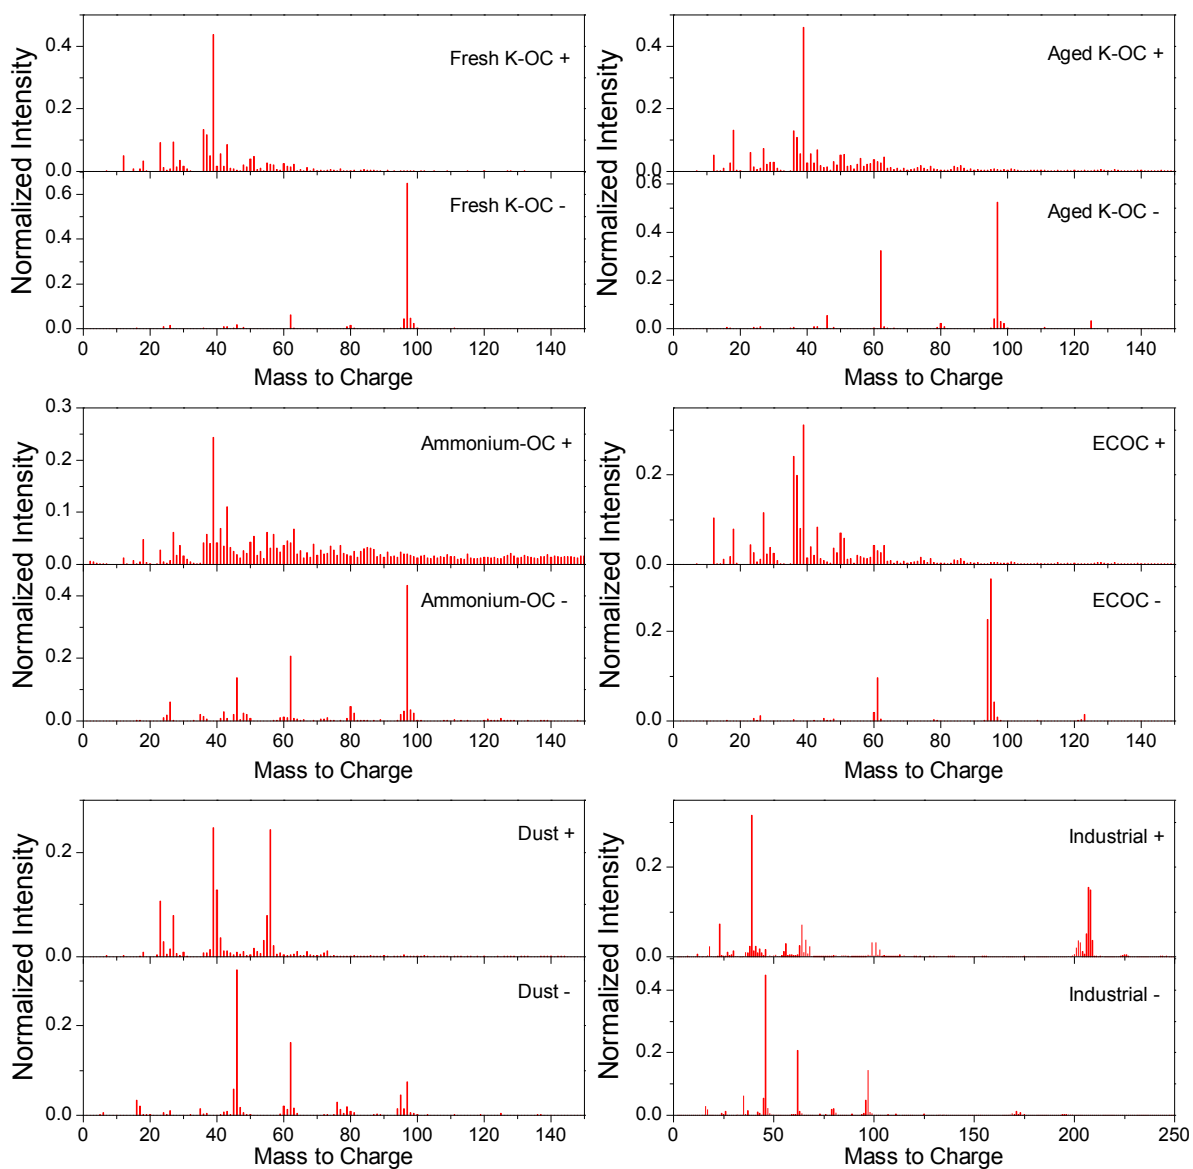 Normalized Intensity
0.4
0.2
0.0
Fresh K-OC +
0.6
0.4
0.2
0.0
Fresh K-OC -
0 20 40 60 80 100 120 140
Mass to Charge
Normalized Intensity
0.4
0.2
0.0
Aged K-OC +
0.6
0.4
0.2
0.0
Aged K-OC -
0 20 40 60 80 100 120 140
Mass to Charge
Normalized Intensity
0.3
0.2
0.1
0.0
Ammonium-OC +
0.4
0.2
0.0
Ammonium-OC -
0 20 40 60 80 100 120 140
Mass to Charge
Normalized Intensity
0.2
0.0
ECOC +
0.2
0.0
ECOC -
0 20 40 60 80 100 120 140
Mass to Charge
Normalized Intensity
0.2
0.0
Dust +
0.2
0.0
Dust -
0 20 40 60 80 100 120 140
Mass to Charge
Normalized Intensity
0.2
0.0
Industrial +
0.4
0.2
0.0
Industrial -
0 50 100 150 200 250
Mass to Charge